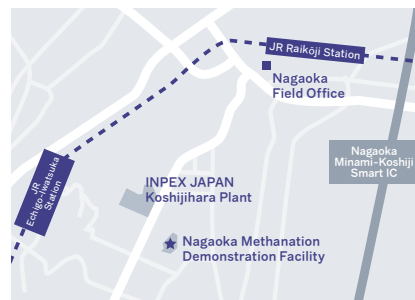 JR Raikōji Station
Nagaoka
Field Office
Nagaoka
Minami-Koshiji
Smart IC
JR
Echigo-Iwatsuka
Station
INPEX JAPAN
Koshijihara Plant
Nagaoka Methanation
Demonstration Facility